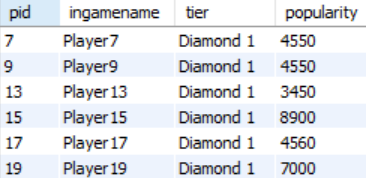 pid ingamename tier popularity
7 Player7 Diamond 1 4550
9 Player9 Diamond 1 4550
13 Player13 Diamond 1 3450
15 Player15 Diamond 1 8900
17 Player17 Diamond 1 4560
19 Player19 Diamond 1 7000